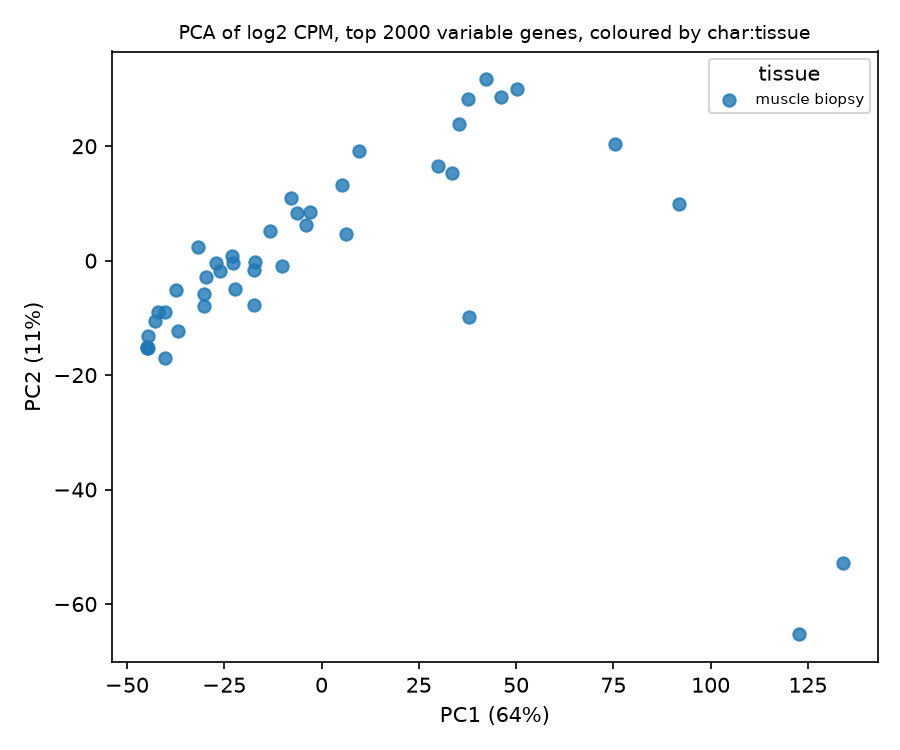 PCA of log2 CPM, top 2000 variable genes, coloured by char:tissue
tissue
muscle biopsy
20
0
−20
−40
−60
PC2 (11%)
−50
−25
0
25
50
75
100
125
PC1 (64%)